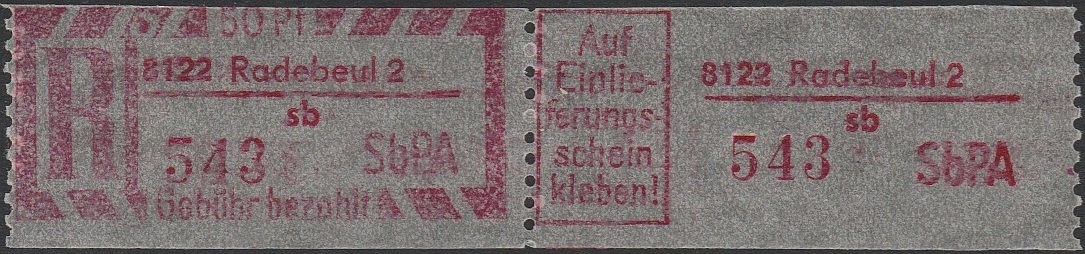 50 Pf
R
8122 Radebeul 2
sb
543 SbPA
Gebühr bezahlt
Auf
Einlie-
ferungs-
schein
kleben!
8122 Radebeul 2
sb
543 SbPA